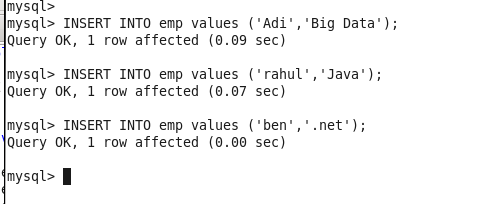 mysql>
mysql> INSERT INTO emp values ('Adi','Big Data');
Query OK, 1 row affected (0.09 sec)
mysql> INSERT INTO emp values ('rahul','Java');
Query OK, 1 row affected (0.07 sec)
mysql> INSERT INTO emp values ('ben','.net');
Query OK, 1 row affected (0.00 sec)
mysql>